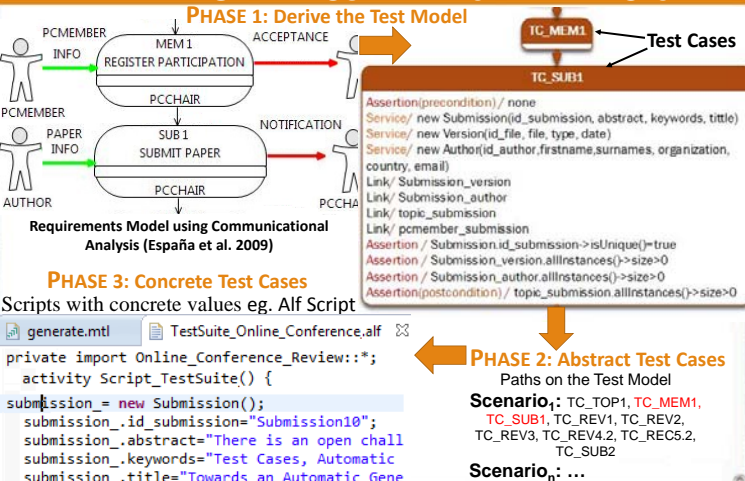 PHASE 1: Derive the Test Model
PCMEMBER
INFO
MEM 1
REGISTER PARTICIPATION
ACCEPTANCE
PCCHAIR
PCMEMBER
PAPER
INFO
SUB 1
SUBMIT PAPER
NOTIFICATION
PCCHAIR
AUTHOR
PCCHA
Requirements Model using Communicational
Analysis (España et al. 2009)
TC_MEM1
Test Cases
TC_SUB1
Assertion(precondition)/ none
Service/ new Submission(id_submission, abstract, keywords, tittle)
Service/ new Version(id_file, file, type, date)
Service/ new Author(id_author,firstname,surnames, organization,
country, email)
Link/ Submission_version
Link/ Submission_author
Link/ topic_submission
Link/ pcmember_submission
Assertion / Submission.id_submission->isUnique()=true
Assertion / Submission_version.allInstances()->size>0
Assertion / Submission_author.allInstances()->size>0
Assertion(postcondition) / topic_submission.allInstances()->size>0
PHASE 3: Concrete Test Cases
Scripts with concrete values eg. Alf Script
generate.mtl
TestSuite_Online_Conference.alf
private import Online_Conference_Review::*;
activity Script_TestSuite() {
submission_= new Submission();
submission_.id_submission="Submission10";
submission_.abstract="There is an open chall
submission_.keywords="Test Cases, Automatic
submission_.title="Towards an Automatic Gene
PHASE 2: Abstract Test Cases
Paths on the Test Model
Scenario1: TC_TOP1, TC_MEM1,
TC_SUB1, TC_REV1, TC_REV2,
TC_REV3, TC_REV4.2, TC_REC5.2,
TC_SUB2
Scenarion: ...